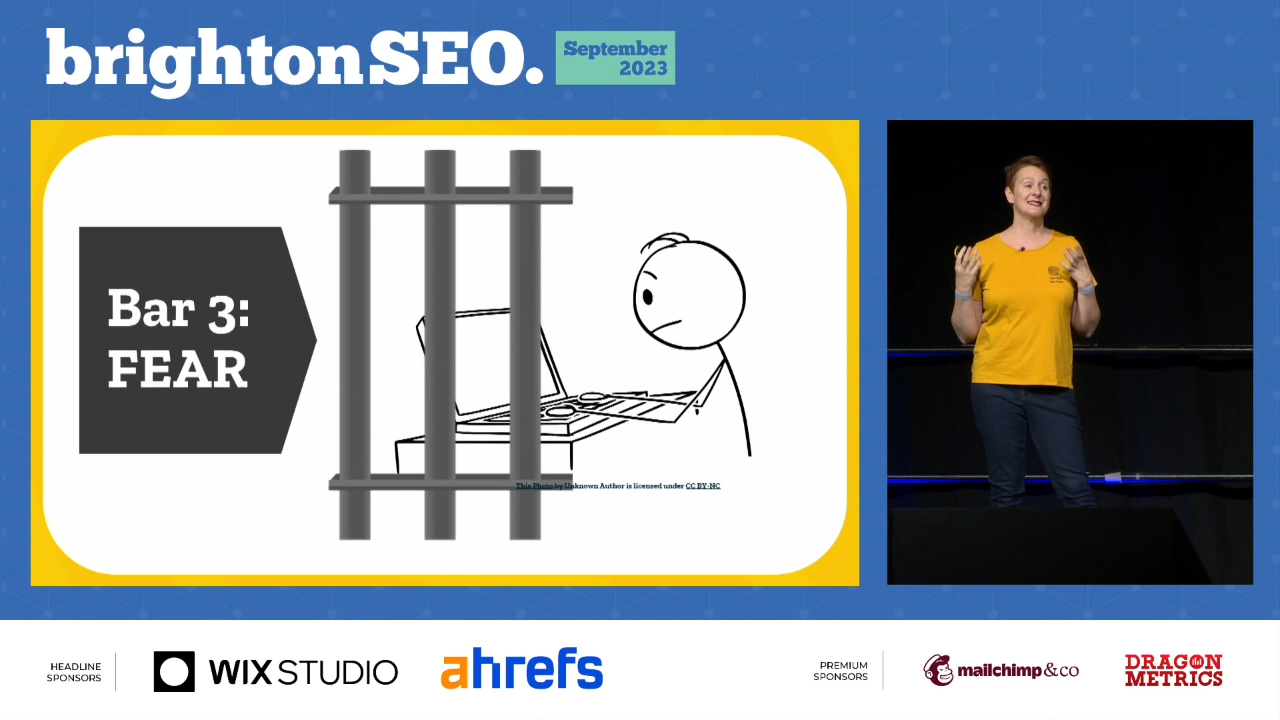 brightonSEO.
September
2023
Bar 3:
FEAR
This Photo by Unknown Author is licensed under CC BY-NC
HEADLINE
SPONSORS
WIX STUDIO
ahrefs
PREMIUM
SPONSORS
mailchimp & co
DRAGON
METRICS